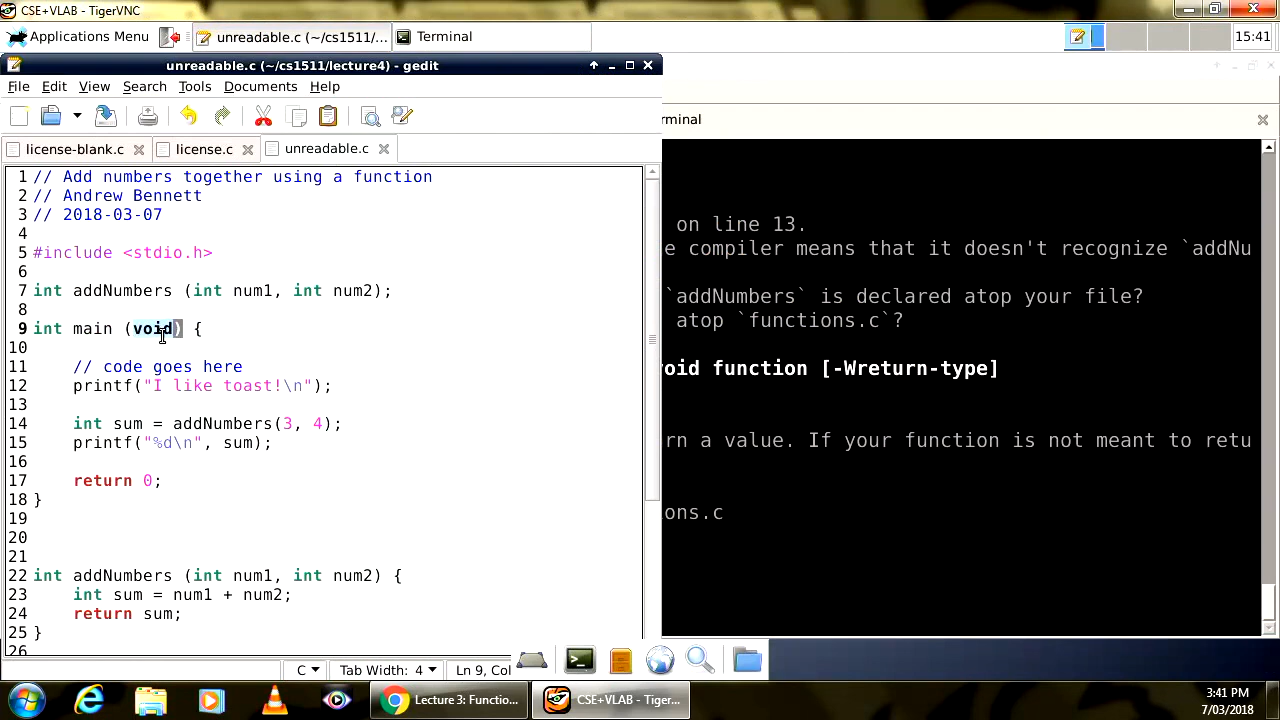 CSE+VLAB - TigerVNC
Applications Menu
unreadable.c (~/cs1511/...
Terminal
15:41
unreadable.c (~/cs1511/lecture4) - gedit
File Edit View Search Tools Documents Help
rminal
license-blank.c
license.c
unreadable.c
1 // Add numbers together using a function
2 // Andrew Bennett
3 // 2018-03-07
4
5 #include <stdio.h>
6
7 int addNumbers (int num1, int num2);
8
9 int main (void) {
10
11 // code goes here
12 printf("I like toast!\n");
13
14 int sum = addNumbers(3, 4);
15 printf("%d\n", sum);
16
17 return 0;
18 }
19
20
21
22 int addNumbers (int num1, int num2) {
23 int sum = num1 + num2;
24 return sum;
25 }
26
on line 13.
e compiler means that it doesn't recognize `addNu
`addNumbers` is declared atop your file?
atop `functions.c`?
oid function [-Wreturn-type]
rn a value. If your function is not meant to retu
ons.c
C
Tab Width: 4
Ln 9, Col
Lecture 3: Functio...
CSE+VLAB - Tiger...
3:41 PM
7/03/2018